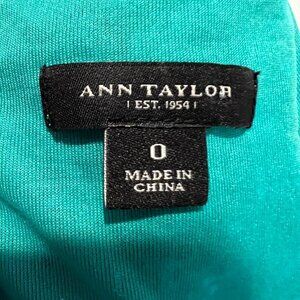 ANN TAYLOR
| EST. 1954 |
0
MADE IN
CHINA